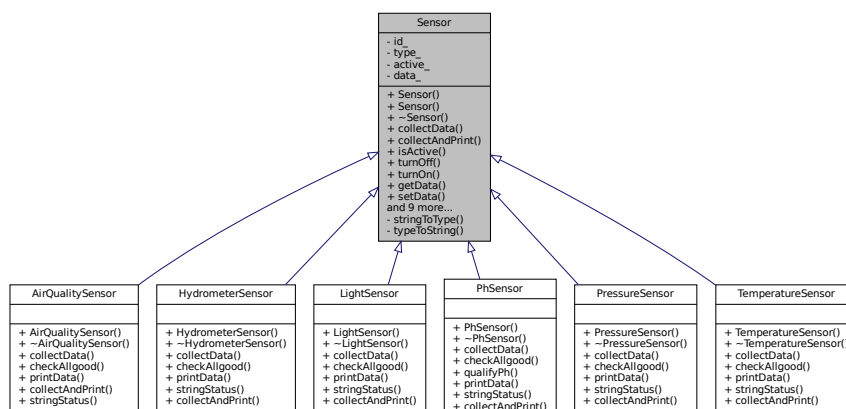 Sensor
- id_
- type_
- active_
- data_
+ Sensor()
+ Sensor()
+ ~Sensor()
+ collectData()
+ collectAndPrint()
+ isActive()
+ turnOff()
+ turnOn()
+ getData()
+ setData()
and 9 more...
- stringToType()
- typeToString()
AirQualitySensor
+ AirQualitySensor()
+ ~AirQualitySensor()
+ collectData()
+ checkAllgood()
+ printData()
+ collectAndPrint()
+ stringStatus()
HydrometerSensor
+ HydrometerSensor()
+ ~HydrometerSensor()
+ collectData()
+ checkAllgood()
+ printData()
+ stringStatus()
+ collectAndPrint()
LightSensor
+ LightSensor()
+ ~LightSensor()
+ collectData()
+ checkAllgood()
+ printData()
+ stringStatus()
+ collectAndPrint()
PhSensor
+ PhSensor()
+ ~PhSensor()
+ collectData()
+ checkAllgood()
+ qualifyPh()
+ printData()
+ stringStatus()
+ collectAndPrint()
PressureSensor
+ PressureSensor()
+ ~PressureSensor()
+ collectData()
+ checkAllgood()
+ printData()
+ stringStatus()
+ collectAndPrint()
TemperatureSensor
+ TemperatureSensor()
+ ~TemperatureSensor()
+ collectData()
+ checkAllgood()
+ printData()
+ stringStatus()
+ collectAndPrint()